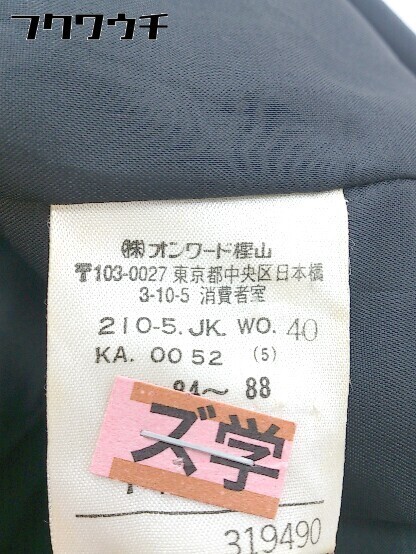 フクワウチ
㈱オンワード樫山
〒103-0027 東京都中央区日本橋
3-10-5 消費者室
210-5.JK. WO. 40
KA. 0052 (5)
84～ 88
ズ学
319490